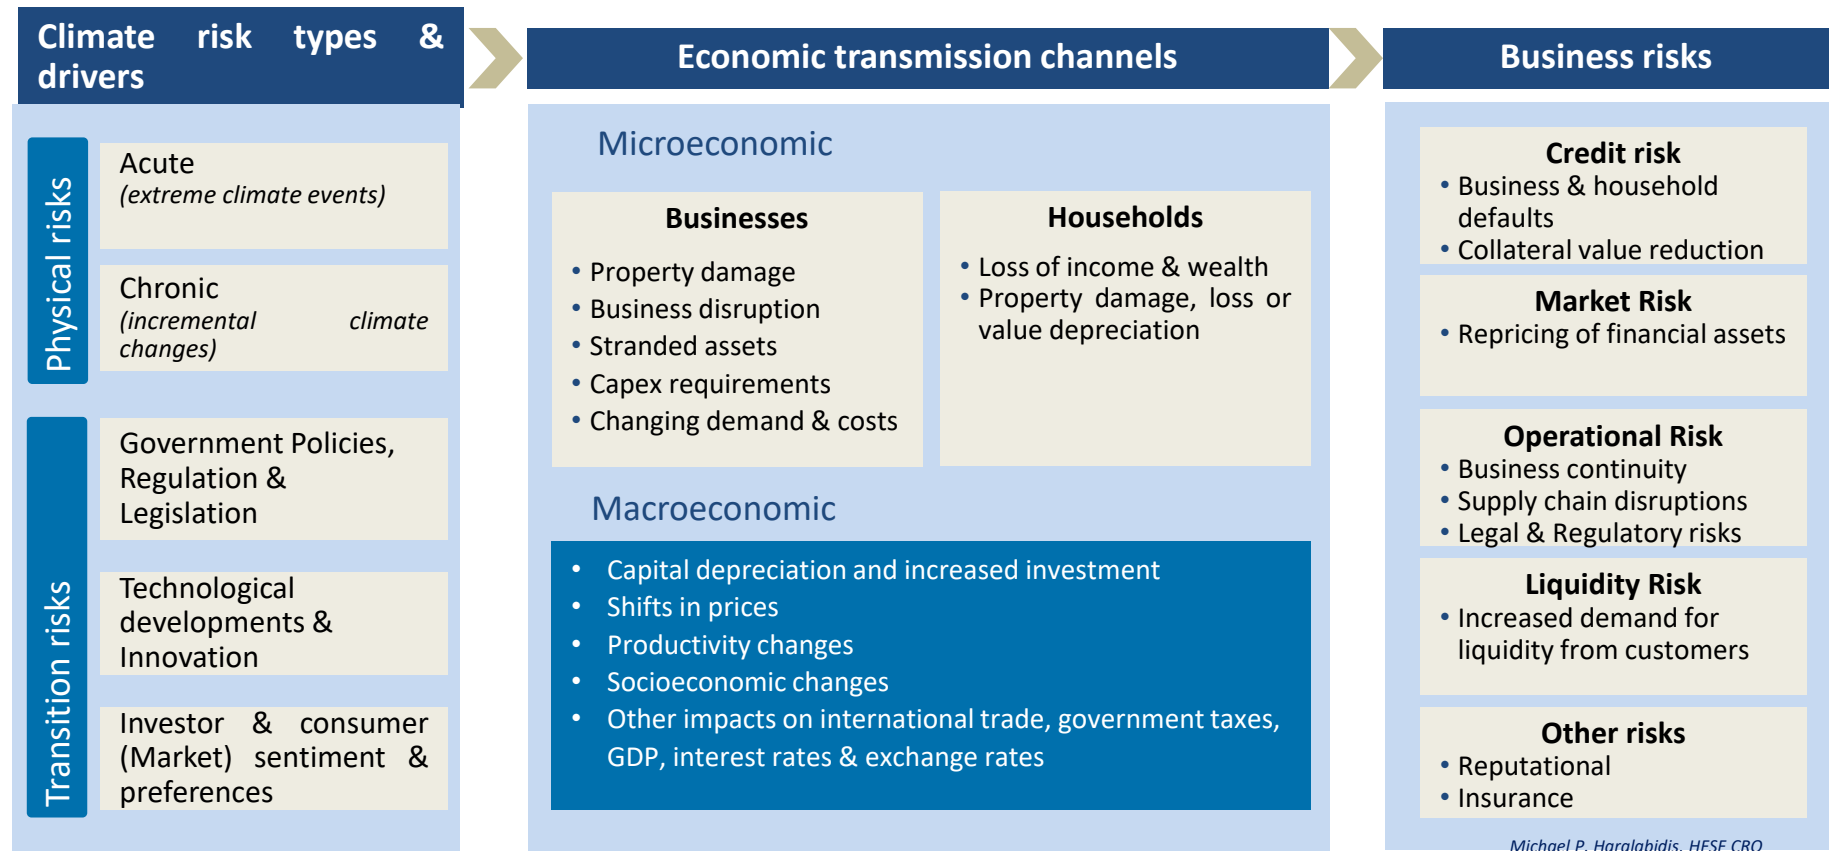 Climate risk types &
drivers
Economic transmission channels
Business risks
Physical risks
Acute
(extreme climate events)
Chronic
(incremental climate
changes)
Transition risks
Government Policies,
Regulation &
Legislation
Technological
developments &
Innovation
Investor & consumer
(Market) sentiment &
preferences
Microeconomic
Businesses
• Property damage
• Business disruption
• Stranded assets
• Capex requirements
• Changing demand & costs
Households
• Loss of income & wealth
• Property damage, loss or
value depreciation
Macroeconomic
• Capital depreciation and increased investment
• Shifts in prices
• Productivity changes
• Socioeconomic changes
• Other impacts on international trade, government taxes,
GDP, interest rates & exchange rates
Credit risk
• Business & household
defaults
• Collateral value reduction
Market Risk
• Repricing of financial assets
Operational Risk
• Business continuity
• Supply chain disruptions
• Legal & Regulatory risks
Liquidity Risk
• Increased demand for
liquidity from customers
Other risks
• Reputational
• Insurance
Michael P. Haralabidis, HFSF CRO